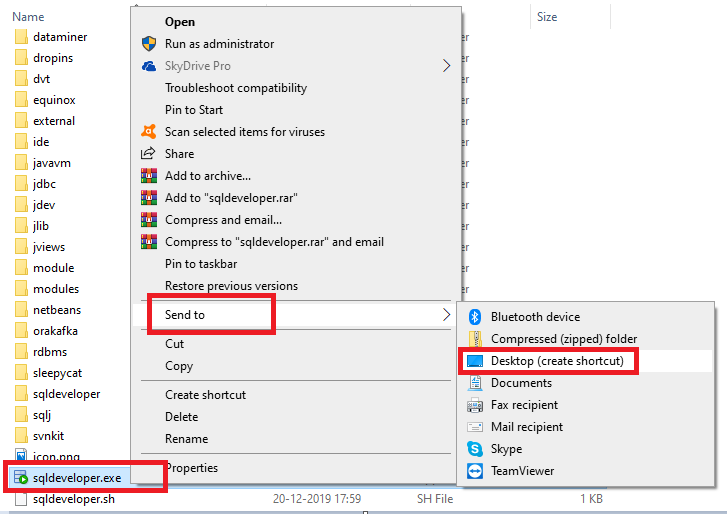 Name
Size
dataminer
dropins
dvt
equinox
external
ide
javavm
jdbc
jdev
jlib
jviews
module
modules
netbeans
orakafka
rdbms
sleepycat
sqldeveloper
sqlj
svnkit
icon.png
sqldeveloper.exe
sqldeveloper.sh
20-12-2019 17:59
SH File
1 KB
Open
Run as administrator
SkyDrive Pro
Troubleshoot compatibility
Pin to Start
Scan selected items for viruses
Share
Add to archive...
Add to "sqldeveloper.rar"
Compress and email...
Compress to "sqldeveloper.rar" and email
Pin to taskbar
Restore previous versions
Send to
Cut
Copy
Create shortcut
Delete
Rename
Properties
Bluetooth device
Compressed (zipped) folder
Desktop (create shortcut)
Documents
Fax recipient
Mail recipient
Skype
TeamViewer